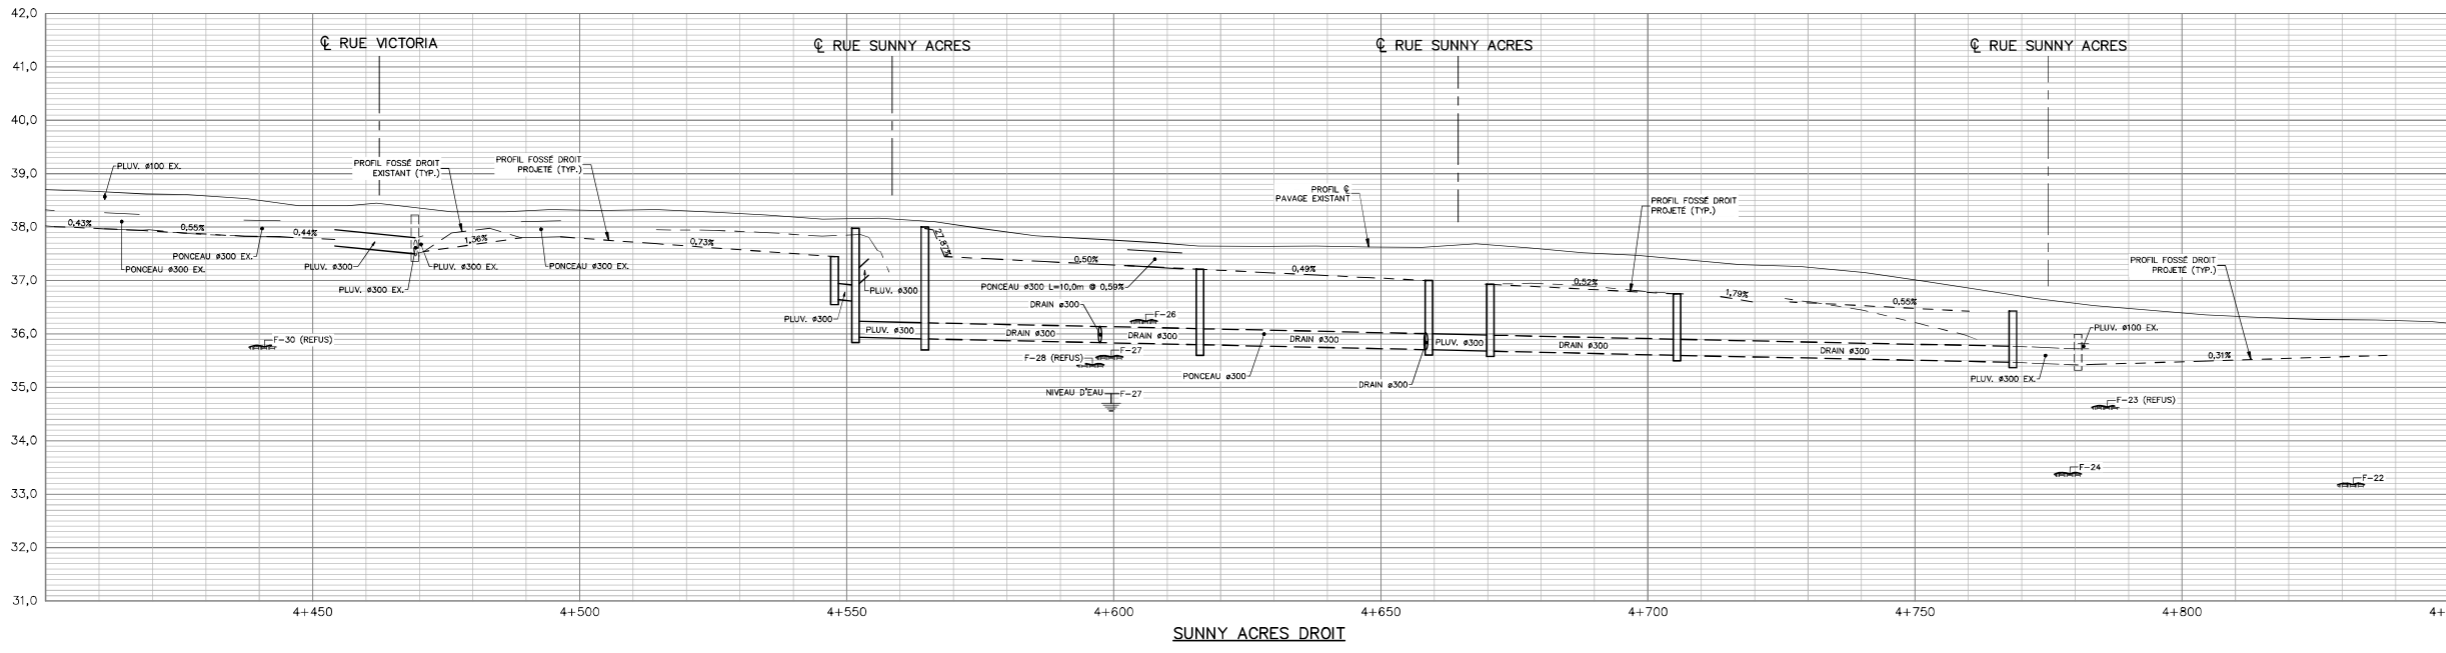 42,0
41,0
40,0
39,0
38,0
37,0
36,0
35,0
34,0
33,0
32,0
31,0
℄ RUE VICTORIA
℄ RUE SUNNY ACRES
℄ RUE SUNNY ACRES
℄ RUE SUNNY ACRES
PLUV. ø100 EX.
PROFIL FOSSÉ DROIT
EXISTANT (TYP.)
PROFIL FOSSÉ DROIT
PROJETÉ (TYP.)
PROFIL ℄
PAVAGE EXISTANT
PROFIL FOSSÉ DROIT
PROJETÉ (TYP.)
PROFIL FOSSÉ DROIT
PROJETÉ (TYP.)
0,43%
0,55%
0,44%
1,36%
0,73%
27,87%
0,50%
0,49%
0,52%
1,79%
0,55%
0,31%
PONCEAU ø300 EX.
PONCEAU ø300 EX.
PLUV. ø300
PLUV. ø300 EX.
PLUV. ø300 EX.
PONCEAU ø300 EX.
PLUV. ø300
PLUV. ø300
PLUV. ø300
PONCEAU ø300 L=10,0m @ 0,59%
DRAIN ø300
F-26
DRAIN ø300
DRAIN ø300
DRAIN ø300
PLUV. ø300
DRAIN ø300
DRAIN ø300
F-30 (REFUS)
F-27
F-28 (REFUS)
PONCEAU ø300
DRAIN ø300
NIVEAU D'EAU
F-27
PLUV. ø100 EX.
PLUV. ø300 EX.
F-23 (REFUS)
F-24
F-22
4+450
4+500
4+550
4+600
4+650
4+700
4+750
4+800
4+
SUNNY ACRES DROIT